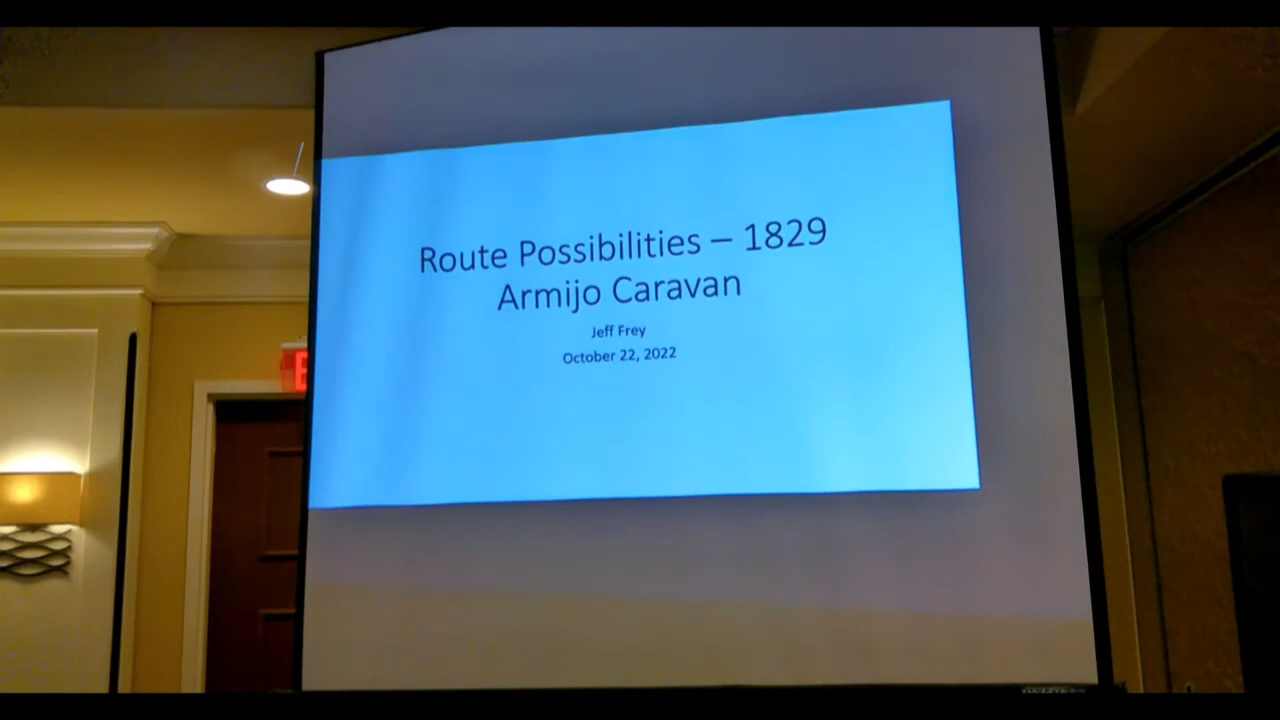 Route Possibilities – 1829
Armijo Caravan
Jeff Frey
October 22, 2022
E